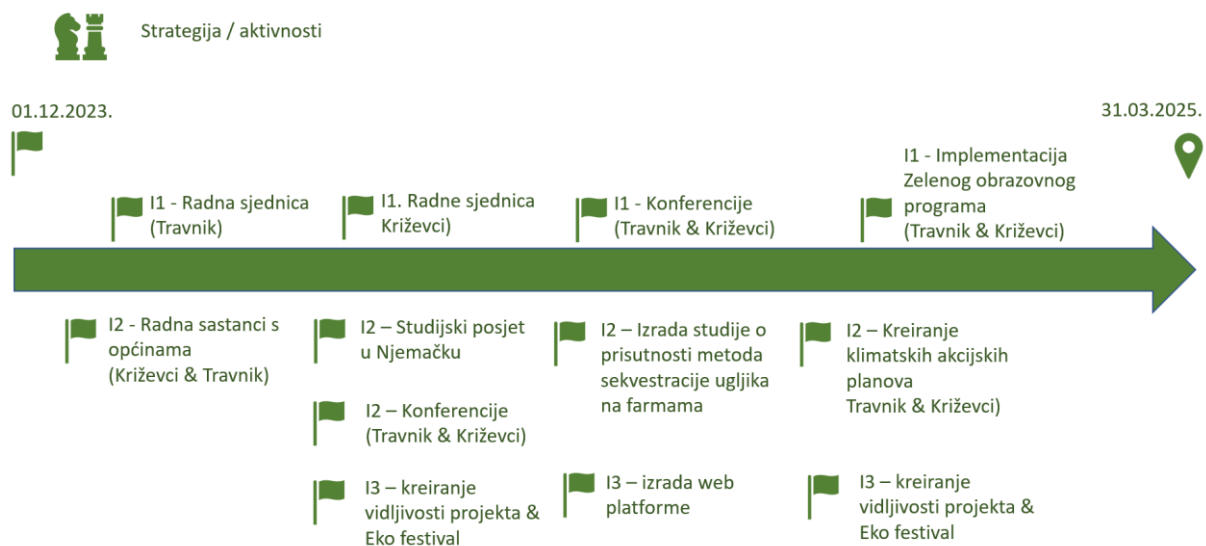 Strategija / aktivnosti
01.12.2023.
31.03.2025.
I1 - Radna sjednica
(Travnik)
I1. Radne sjednica
Križevci)
I1 - Konferencije
(Travnik & Križevci)
I1 - Implementacija
Zelenog obrazovnog
programa
(Travnik & Križevci)
I2 - Radna sastanci s
općinama
(Križevci & Travnik)
I2 – Studijski posjet
u Njemačku
I2 – Konferencije
(Travnik & Križevci)
I3 – kreiranje
vidljivosti projekta &
Eko festival
I2 – Izrada studije o
prisutnosti metoda
sekvestracije ugljika
na farmama
I3 – izrada web
platforme
I2 – Kreiranje
klimatskih akcijskih
planova
Travnik & Križevci)
I3 – kreiranje
vidljivosti projekta &
Eko festival